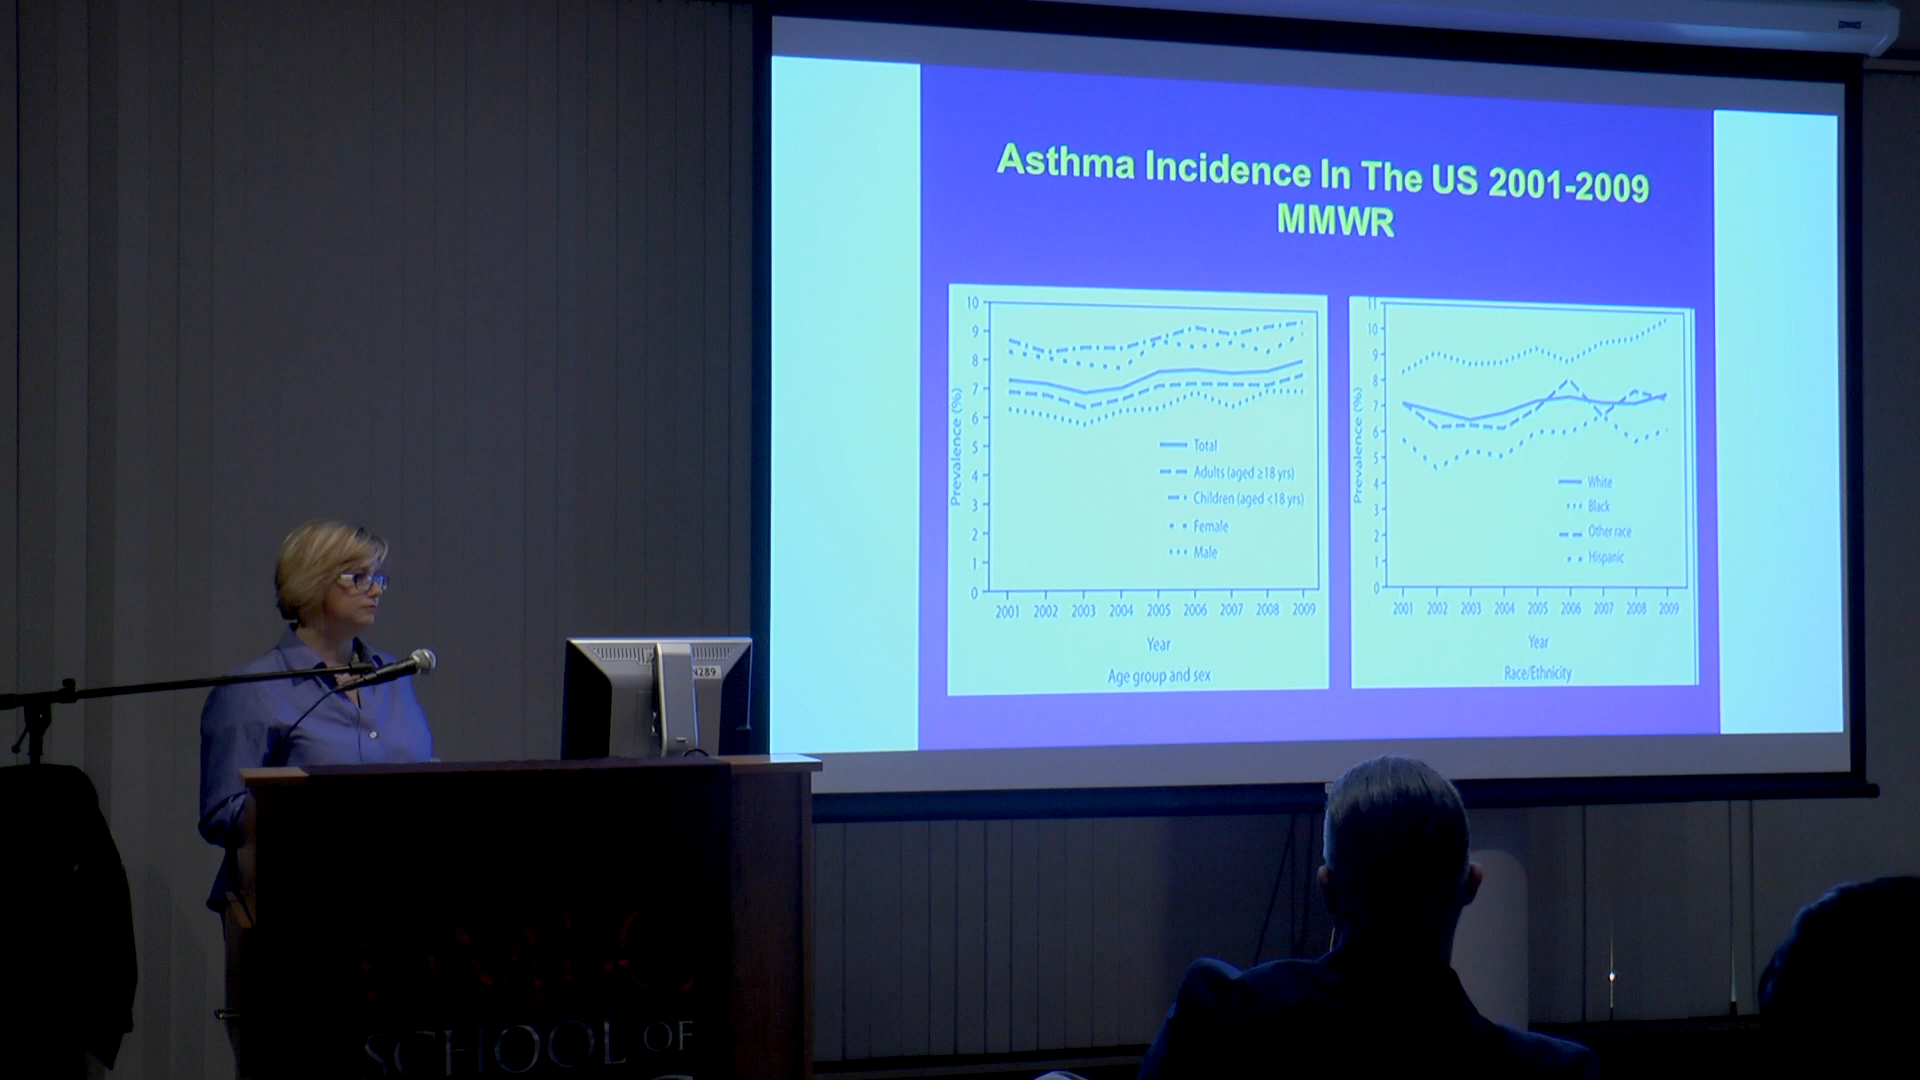 Asthma Incidence In The US 2001-2009
MMWR
10
9
8
7
6
5
4
3
2
1
0
Prevalence (%)
Total
Adults (aged ≥18 yrs)
Children (aged <18 yrs)
Female
Male
2001 2002 2003 2004 2005 2006 2007 2008 2009
Year
Age group and sex
11
10
9
8
7
6
5
4
3
2
1
0
Prevalence (%)
White
Black
Other race
Hispanic
2001 2002 2003 2004 2005 2006 2007 2008 2009
Year
Race/Ethnicity
SCHOOL OF